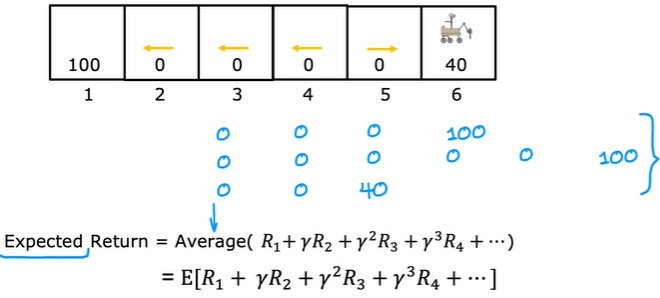 100 0 0 0 0 40
1 2 3 4 5 6
0 0 0 100
0 0 0 0 0 100
0 0 40
Expected Return = Average( R₁ + γR₂ + γ²R₃ + γ³R₄ + ⋯)
= E[R₁ + γR₂ + γ²R₃ + γ³R₄ + ⋯]